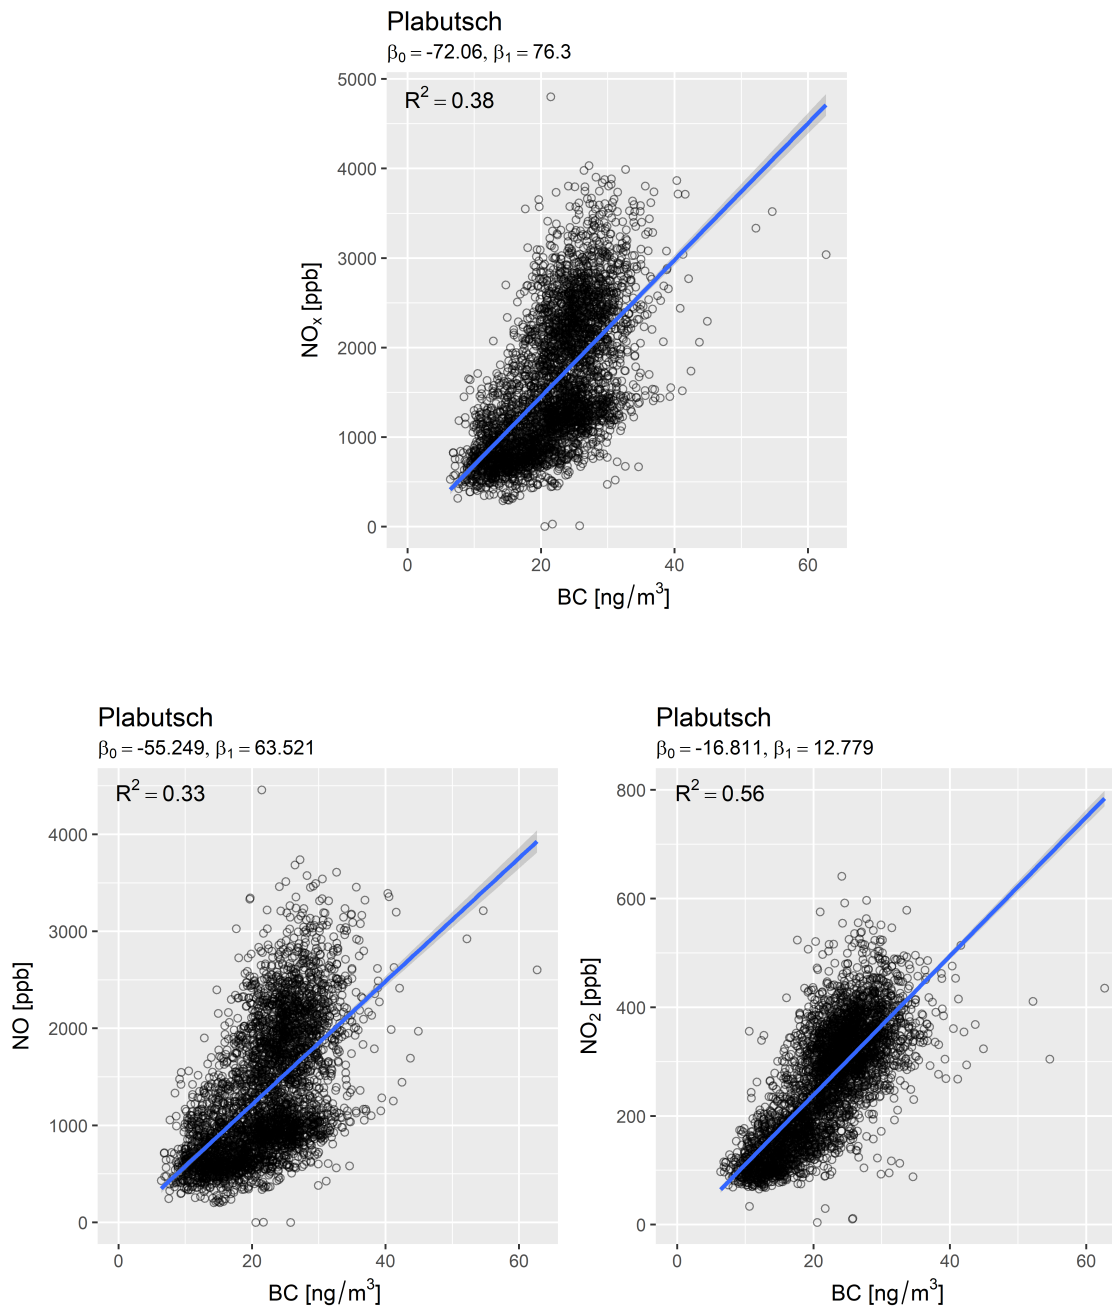 Plabutsch
β₀ = -72.06, β₁ = 76.3
R² = 0.38
5000
4000
3000
2000
1000
0
NOₓ [ppb]
0 20 40 60
BC [ng/m³]
Plabutsch
β₀ = -55.249, β₁ = 63.521
R² = 0.33
4000
3000
2000
1000
0
NO [ppb]
0 20 40 60
BC [ng/m³]
Plabutsch
β₀ = -16.811, β₁ = 12.779
R² = 0.56
800
600
400
200
0
NO₂ [ppb]
0 20 40 60
BC [ng/m³]